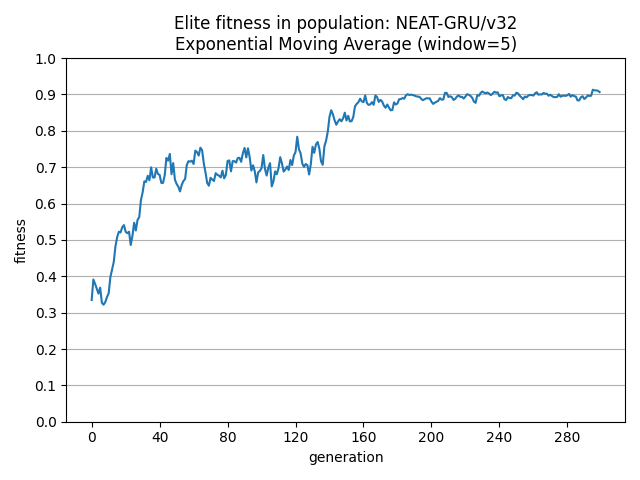 Elite fitness in population: NEAT-GRU/v32
Exponential Moving Average (window=5)
1.0
0.9
0.8
0.7
0.6
0.5
0.4
0.3
0.2
0.1
0.0
fitness
0 40 80 120 160 200 240 280
generation